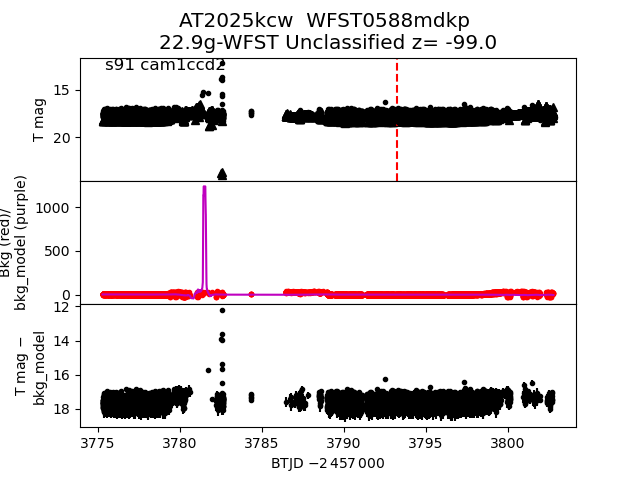 AT2025kcw  WFST0588mdkp
22.9g-WFST Unclassified z= -99.0
s91 cam1ccd2
T mag
15
20
Bkg (red)/
bkg_model (purple)
1000
500
0
T mag −
bkg_model
12
14
16
18
3775 3780 3785 3790 3795 3800
BTJD −2 457 000